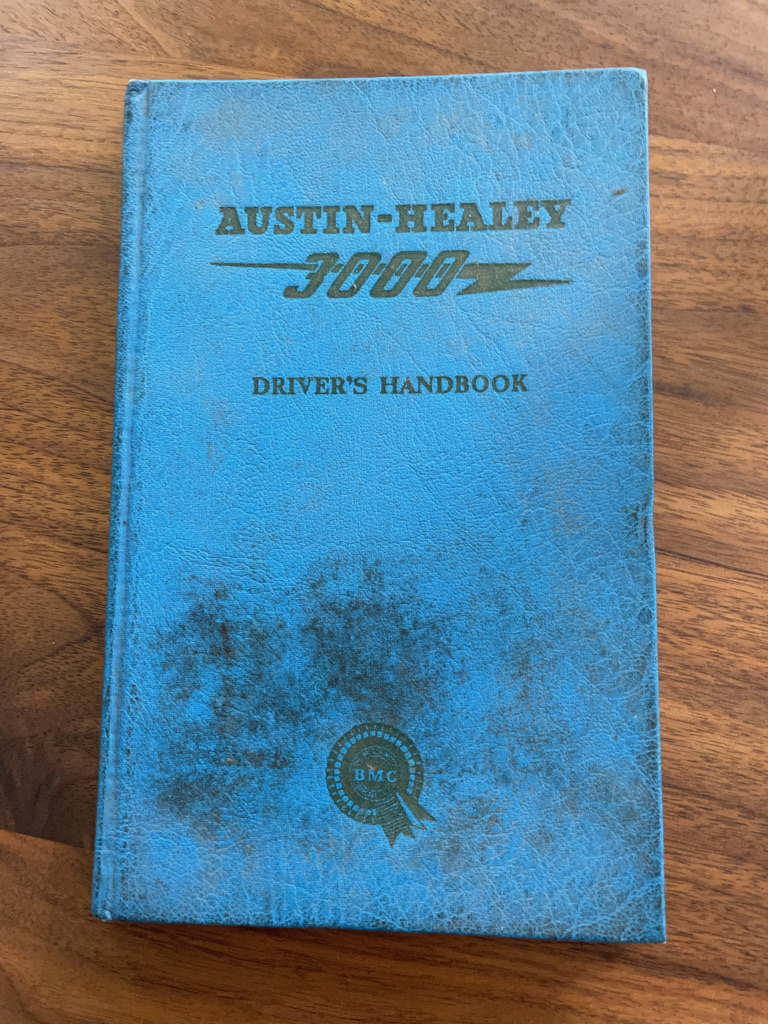 AUSTIN-HEALEY
3000
DRIVER'S HANDBOOK
BMC